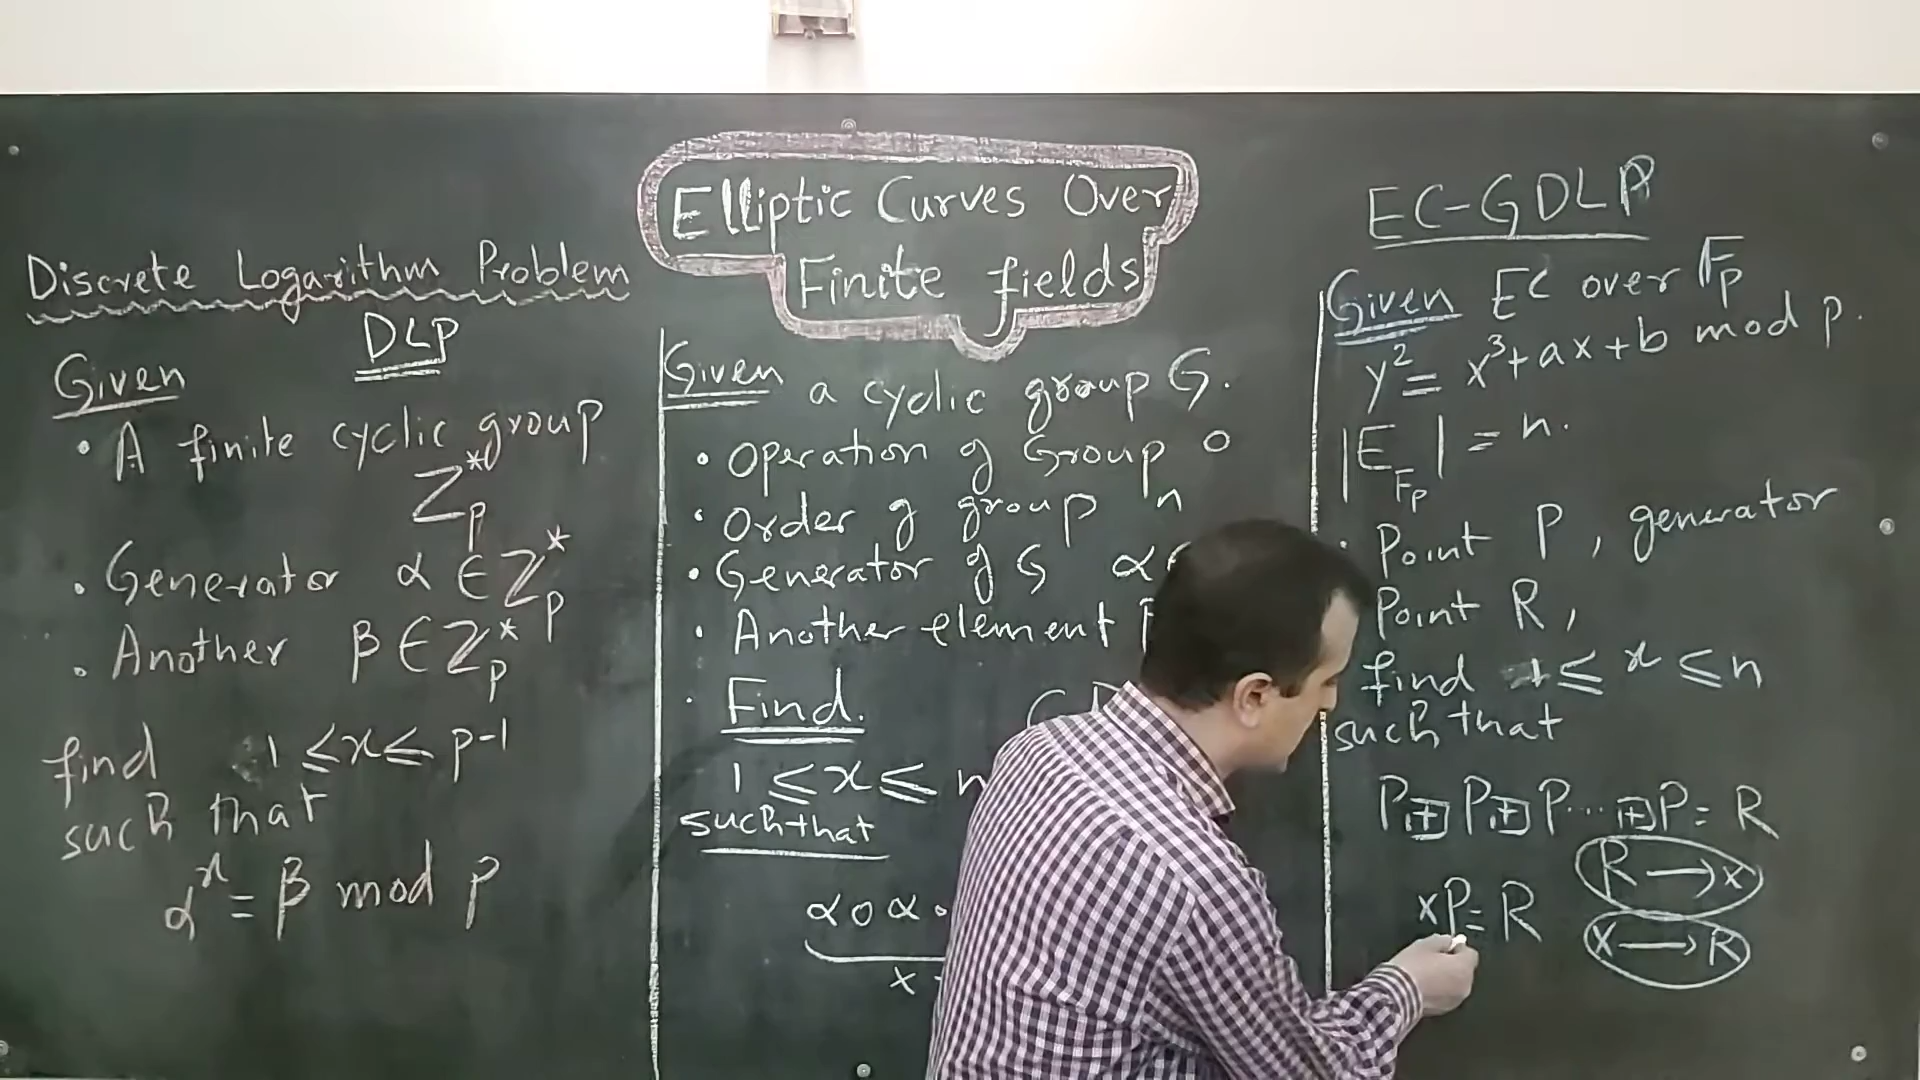 Elliptic Curves Over
Finite fields
Discrete Logarithm Problem
DLP
Given
• A finite cyclic group
Z*p
• Generator α ∈ Z*p
• Another β ∈ Z*p
find 1 ≤ x ≤ p-1
such that
α^x = β mod p
Given a cyclic group G.
• Operation of Group o
• Order of group n
• Generator of G α
• Another element
• Find.
1 ≤ x ≤ n
such that
α o α o
x
EC-GDLP
Given EC over Fp
y² = x³ + ax + b mod p.
|E_Fp| = n.
• Point P, generator
Point R,
find 1 ≤ x ≤ n
such that
P ⊞ P ⊞ P ... ⊞ P = R
R → x
xP = R
x → R